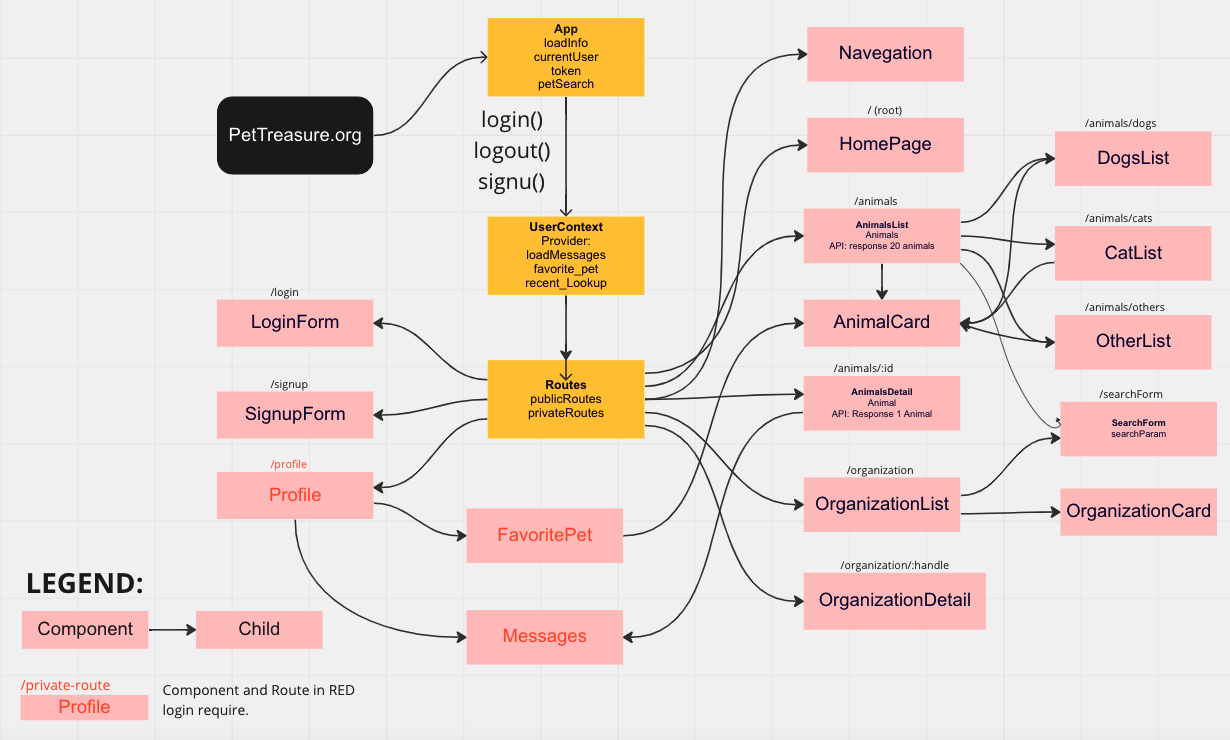 App
loadInfo
currentUser
token
petSearch
PetTreasure.org
login()
logout()
signu()
UserContext
Provider:
loadMessages
favorite_pet
recent_Lookup
Routes
publicRoutes
privateRoutes
/login
LoginForm
/signup
SignupForm
/profile
Profile
FavoritePet
Messages
Navegation
/ (root)
HomePage
/animals
AnimalsList
Animals
API: response 20 animals
AnimalCard
/animals/:id
AnimalsDetail
Animal
API: Response 1 Animal
/organization
OrganizationList
/organization/:handle
OrganizationDetail
/animals/dogs
DogsList
/animals/cats
CatList
/animals/others
OtherList
/searchForm
SearchForm
searchParam
OrganizationCard
LEGEND:
Component
Child
/private-route
Profile
Component and Route in RED
login require.